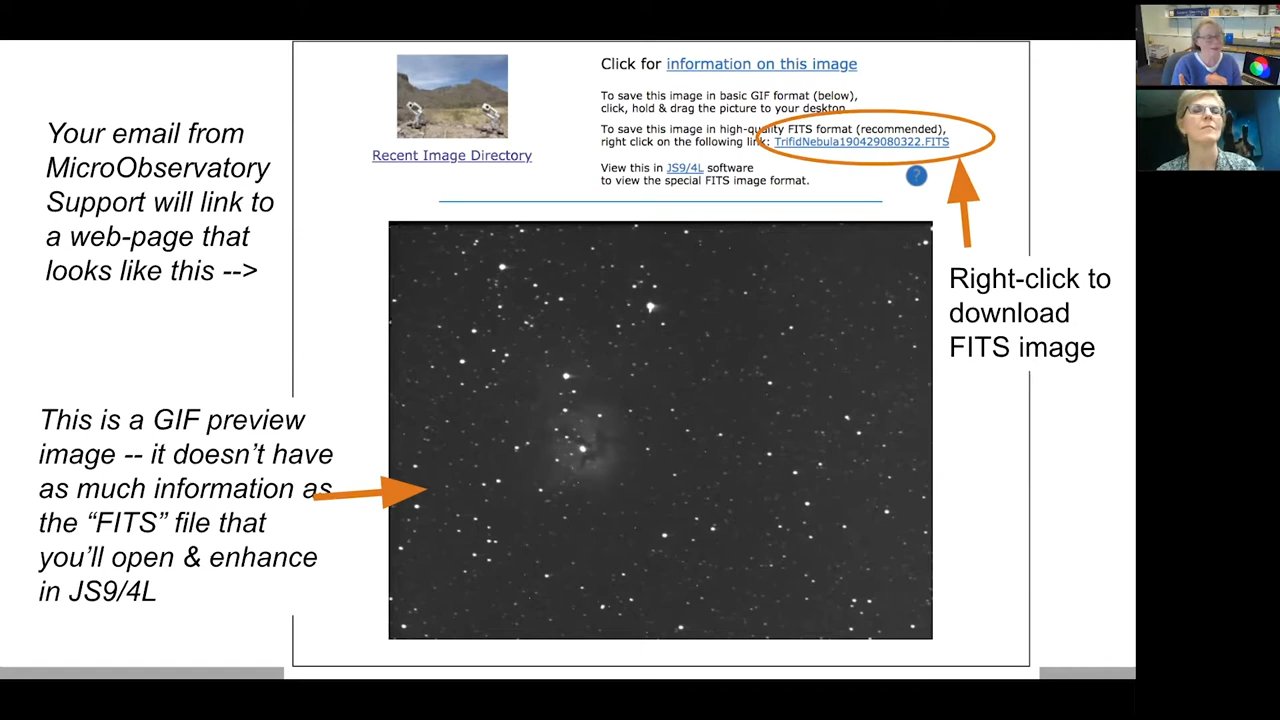 Your email from
MicroObservatory
Support will link to
a web-page that
looks like this -->
Recent Image Directory
Click for information on this image
To save this image in basic GIF format (below),
click, hold & drag the picture to your desktop.
To save this image in high-quality FITS format (recommended),
right click on the following link: TrifidNebula190429080322.FITS
View this in JS9/4L software
to view the special FITS image format.
?
Right-click to
download
FITS image
This is a GIF preview
image -- it doesn’t have
as much information as
the “FITS” file that
you’ll open & enhance
in JS9/4L